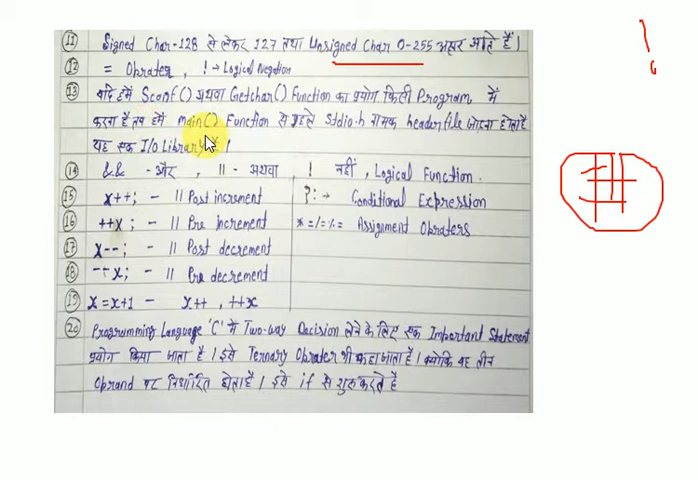 (11) Signed Char-128 से लेकर 127 तथा Unsigned Char 0-255 अक्षर आते हैं।
(12) = Oprater, ! → Logical Negation
(13) यदि हमें Scanf() अथवा Getchar() Function का प्रयोग किसी Program में
करना है तब हमें main() Function से पहले Stdio.h नामक header file जोड़ना होता है
यह एक I/O Library है।
(14) && - और, || - अथवा ! नहीं, Logical Function.
(15) x++; - || Post increment ?: → Conditional Expression
(16) ++x; - || Pre increment *= /= %= Assignment Opraters
(17) x--; - || Post decrement
(18) --x; - || Pre decrement
(19) x=x+1 - x++, ++x
(20) Programming Language 'C' में Two-way Decision लेने के लिए एक Important Statement
प्रयोग किया जाता है। इसे Ternary Oprater भी कहा जाता है। क्योंकि यह तीन
Oprand पर निर्धारित होता है। इसे if से शुरू करते है